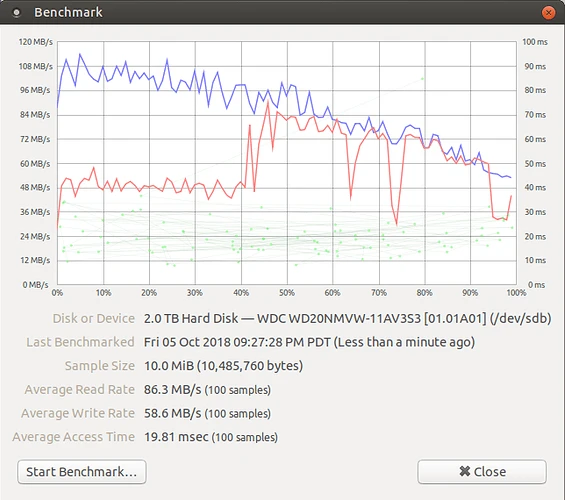 Benchmark
120 MB/s 100 ms
108 MB/s 90 ms
96 MB/s 80 ms
84 MB/s 70 ms
72 MB/s 60 ms
60 MB/s 50 ms
48 MB/s 40 ms
36 MB/s 30 ms
24 MB/s 20 ms
12 MB/s 10 ms
0 MB/s 0 ms
0% 10% 20% 30% 40% 50% 60% 70% 80% 90% 100%
Disk or Device 2.0 TB Hard Disk — WDC WD20NMVW-11AV3S3 [01.01A01] (/dev/sdb)
Last Benchmarked Fri 05 Oct 2018 09:27:28 PM PDT (Less than a minute ago)
Sample Size 10.0 MiB (10,485,760 bytes)
Average Read Rate 86.3 MB/s (100 samples)
Average Write Rate 58.6 MB/s (100 samples)
Average Access Time 19.81 msec (100 samples)
Start Benchmark... Close